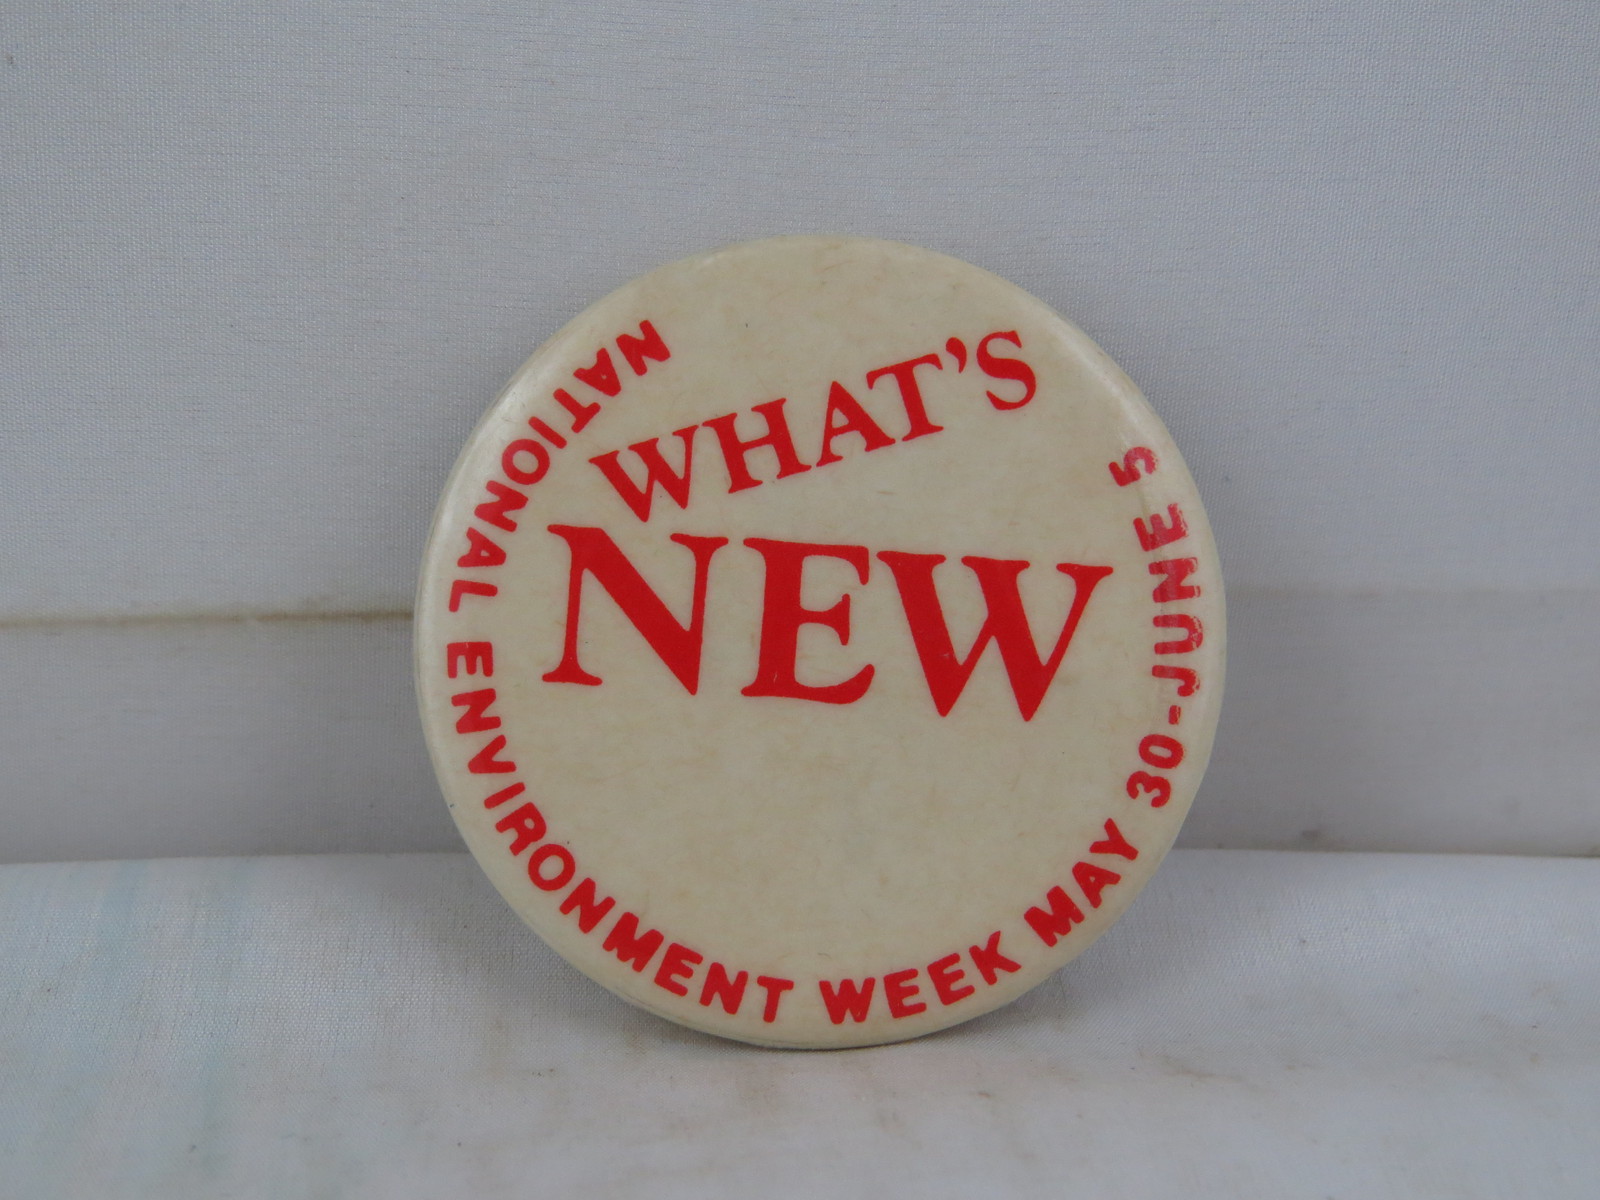 WHAT'S
NEW
NATIONAL ENVIRONMENT WEEK MAY 30-JUNE 5